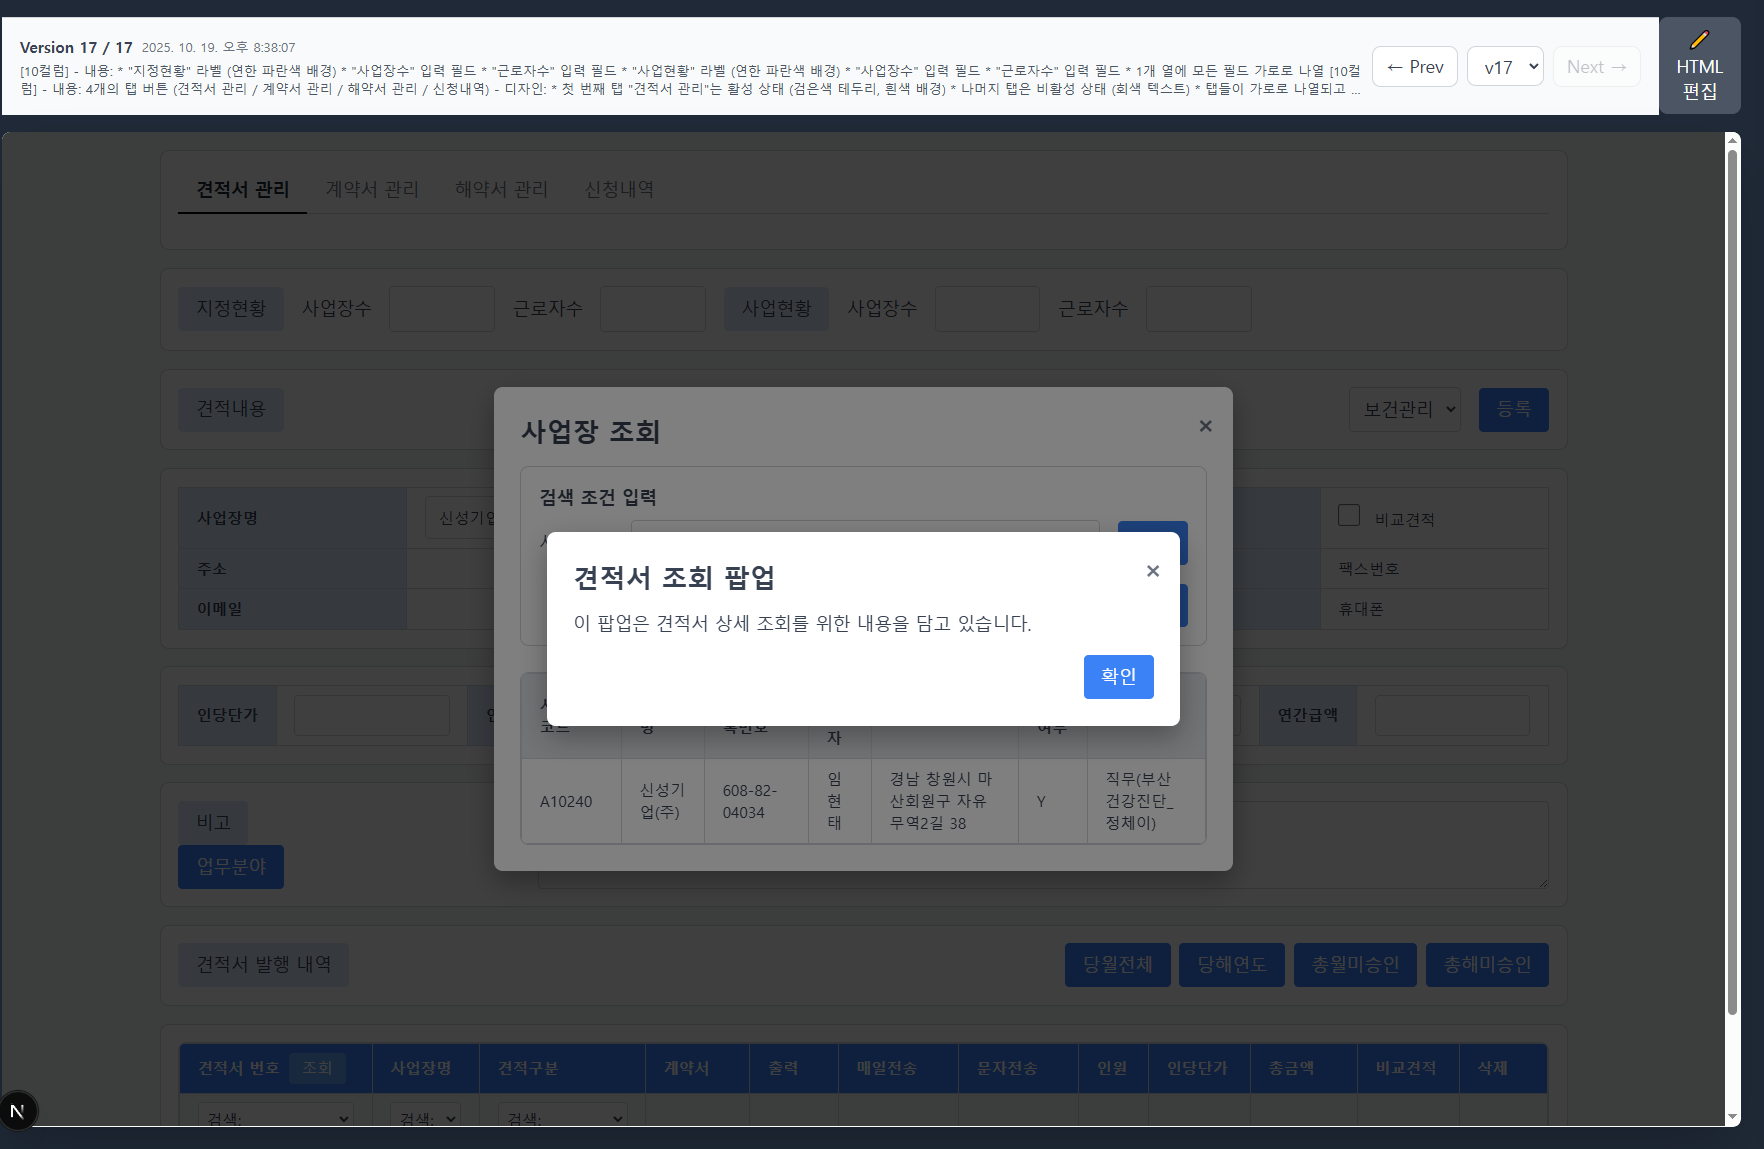 Version 17 / 17 2025. 10. 19. 오후 8:38:07
[10컬럼] - 내용: * "지정현황" 라벨 (연한 파란색 배경) * "사업장수" 입력 필드 * "근로자수" 입력 필드 * "사업현황" 라벨 (연한 파란색 배경) * "사업장수" 입력 필드 * "근로자수" 입력 필드 * 1개 열에 모든 필드 가로로 나열 [10컬
럼] - 내용: 4개의 탭 버튼 (견적서 관리 / 계약서 관리 / 해약서 관리 / 신청내역) - 디자인: * 첫 번째 탭 "견적서 관리"는 활성 상태 (검은색 테두리, 흰색 배경) * 나머지 탭은 비활성 상태 (회색 텍스트) * 탭들이 가로로 나열되고 ...
← Prev v17 Next →
HTML
편집
견적서 관리 계약서 관리 해약서 관리 신청내역
지정현황 사업장수 근로자수 사업현황 사업장수 근로자수
견적내용 보건관리 등록
사업장 조회 ×
검색 조건 입력
사업장명 신성기업 비교견적
주소 팩스번호
이메일 휴대폰
견적서 조회 팝업 ×
이 팝업은 견적서 상세 조회를 위한 내용을 담고 있습니다.
확인
인당단가 연간급액
코드
자
A10240 신성기업(주) 608-82-04034 임현태 경남 창원시 마산회원구 자유무역2길 38 Y 직무(부산건강진단_정체이)
비고
업무분야
견적서 발행 내역 당월전체 당해연도 총월미승인 총해미승인
견적서 번호 조회 사업장명 견적구분 계약서 출력 메일전송 문자전송 인원 인당단가 총금액 비교견적 삭제
검색: 검색: 검색:
N